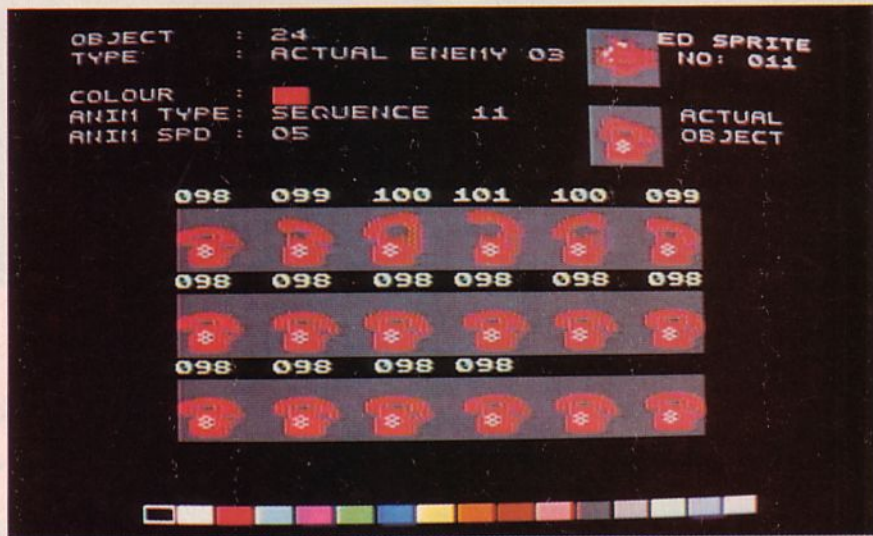 OBJECT : 24
TYPE : ACTUAL ENEMY 03
ED SPRITE
NO: 011
COLOUR :
ANIM TYPE: SEQUENCE 11
ANIM SPD : 05
ACTUAL
OBJECT
098 099 100 101 100 099
098 098 098 098 098 098
098 098 098 098